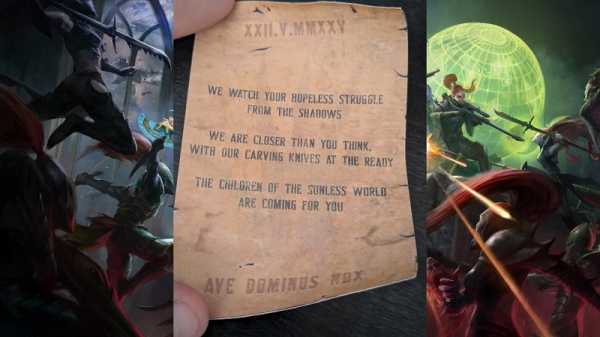 XXII.V.MMXXV
WE WATCH YOUR HOPELESS STRUGGLE
FROM THE SHADOWS
WE ARE CLOSER THAN YOU THINK,
WITH OUR CARVING KNIVES AT THE READY
THE CHILDREN OF THE SUNLESS WORLD
ARE COMING FOR YOU
AVE DOMINUS NOX